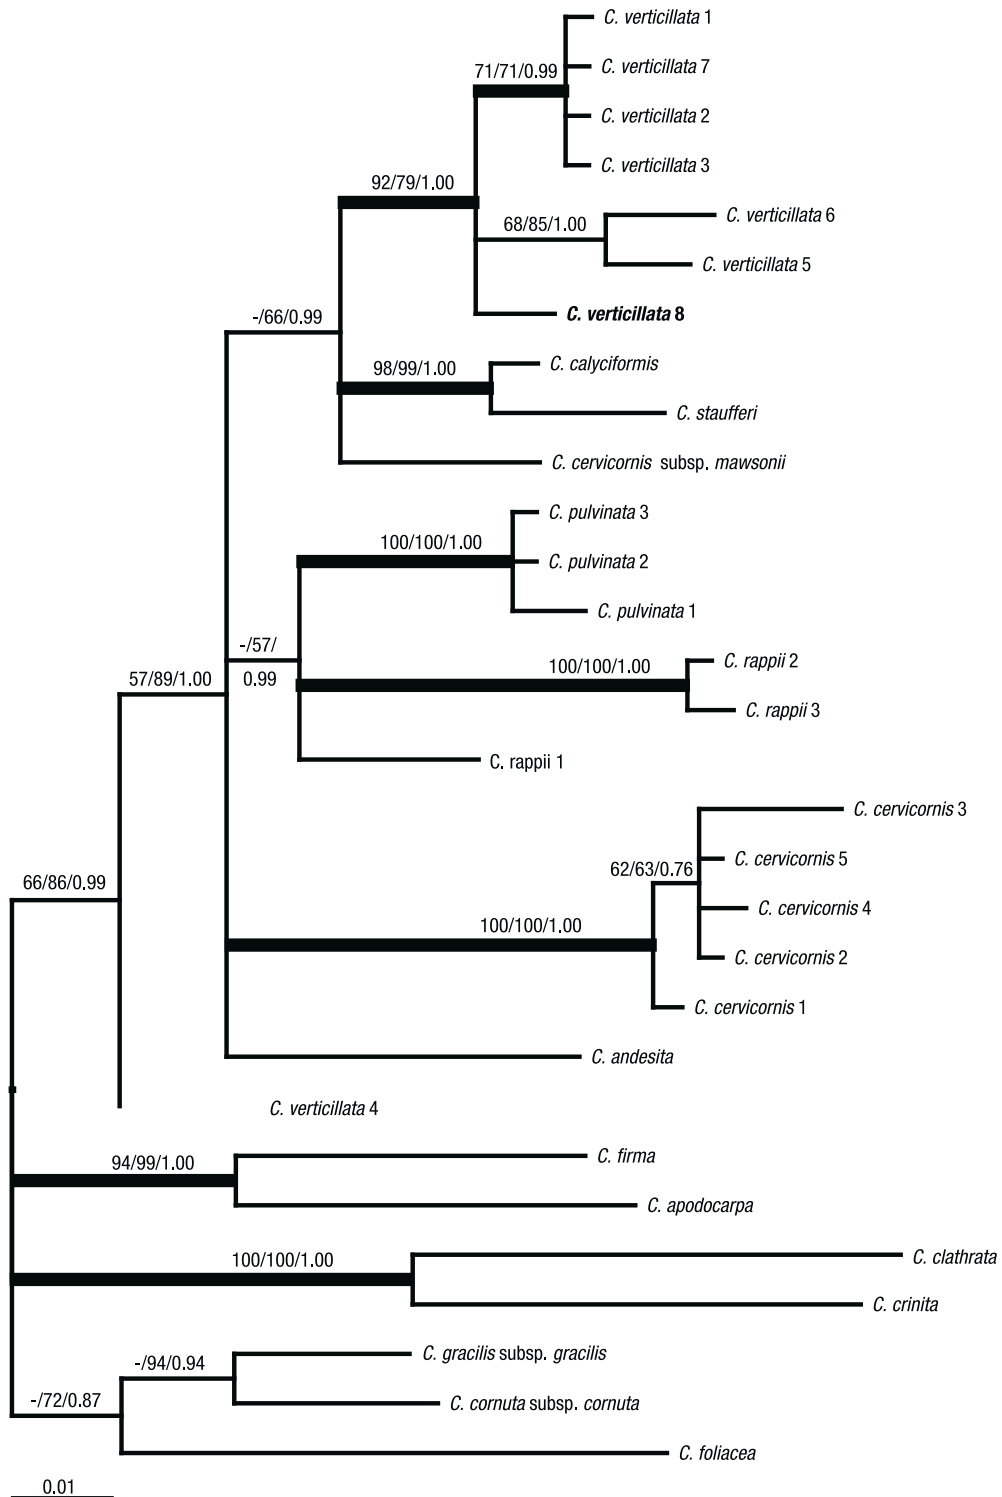 C. verticillata 1
C. verticillata 7
71/71/0.99
C. verticillata 2
C. verticillata 3
92/79/1.00
C. verticillata 6
68/85/1.00
C. verticillata 5
C. verticillata 8
-/66/0.99
C. calyciformis
98/99/1.00
C. staufferi
C. cervicornis subsp. mawsonii
C. pulvinata 3
100/100/1.00
C. pulvinata 2
C. pulvinata 1
-/57/
0.99
C. rappii 2
100/100/1.00
57/89/1.00
C. rappii 3
C. rappii 1
C. cervicornis 3
C. cervicornis 5
62/63/0.76
66/86/0.99
C. cervicornis 4
100/100/1.00
C. cervicornis 2
C. cervicornis 1
C. andesita
C. verticillata 4
C. firma
94/99/1.00
C. apodocarpa
C. clathrata
100/100/1.00
C. crinita
C. gracilis subsp. gracilis
-/94/0.94
C. cornuta subsp. cornuta
-/72/0.87
C. foliacea
0.01